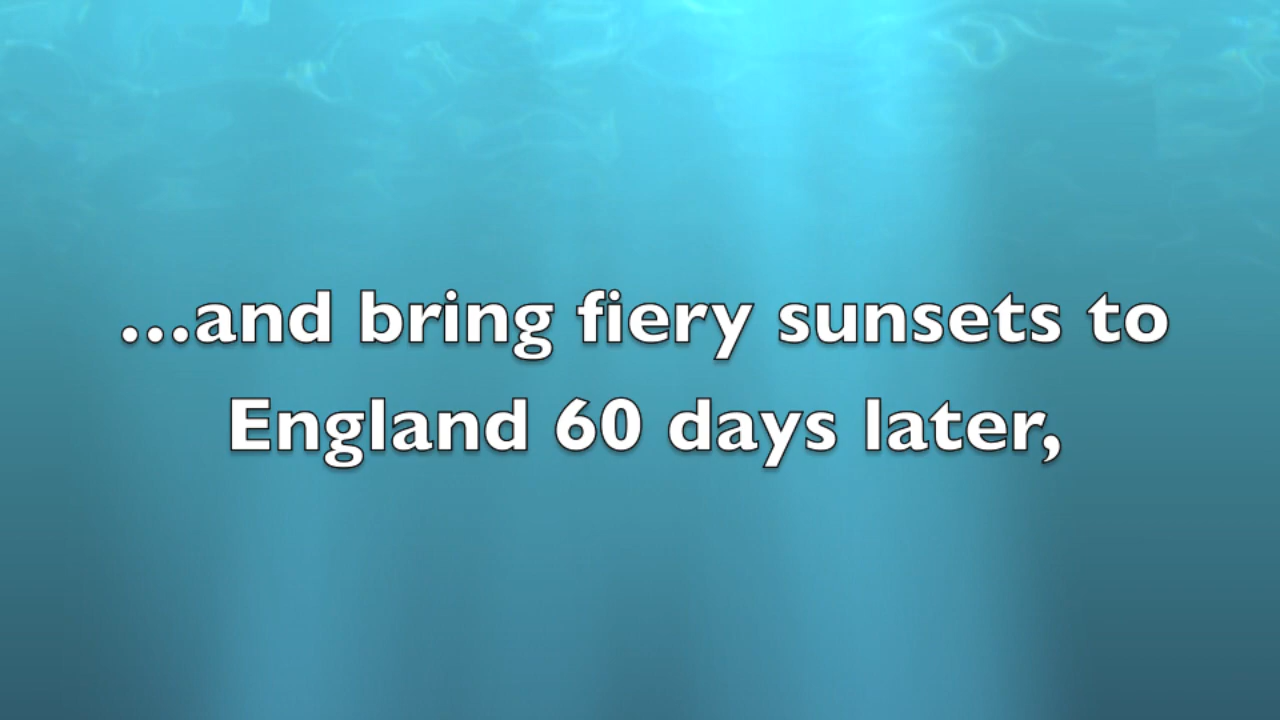 ...and bring fiery sunsets to
England 60 days later,